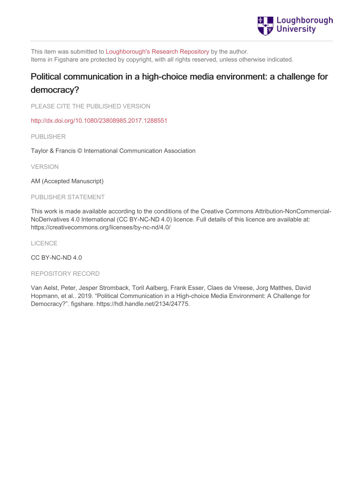 Loughborough
University
This item was submitted to Loughborough's Research Repository by the author.
Items in Figshare are protected by copyright, with all rights reserved, unless otherwise indicated.
Political communication in a high-choice media environment: a challenge for
democracy?
PLEASE CITE THE PUBLISHED VERSION
http://dx.doi.org/10.1080/23808985.2017.1288551
PUBLISHER
Taylor & Francis © International Communication Association
VERSION
AM (Accepted Manuscript)
PUBLISHER STATEMENT
This work is made available according to the conditions of the Creative Commons Attribution-NonCommercial-
NoDerivatives 4.0 International (CC BY-NC-ND 4.0) licence. Full details of this licence are available at:
https://creativecommons.org/licenses/by-nc-nd/4.0/
LICENCE
CC BY-NC-ND 4.0
REPOSITORY RECORD
Van Aelst, Peter, Jesper Stromback, Toril Aalberg, Frank Esser, Claes de Vreese, Jorg Matthes, David
Hopmann, et al.. 2019. “Political Communication in a High-choice Media Environment: A Challenge for
Democracy?”. figshare. https://hdl.handle.net/2134/24775.